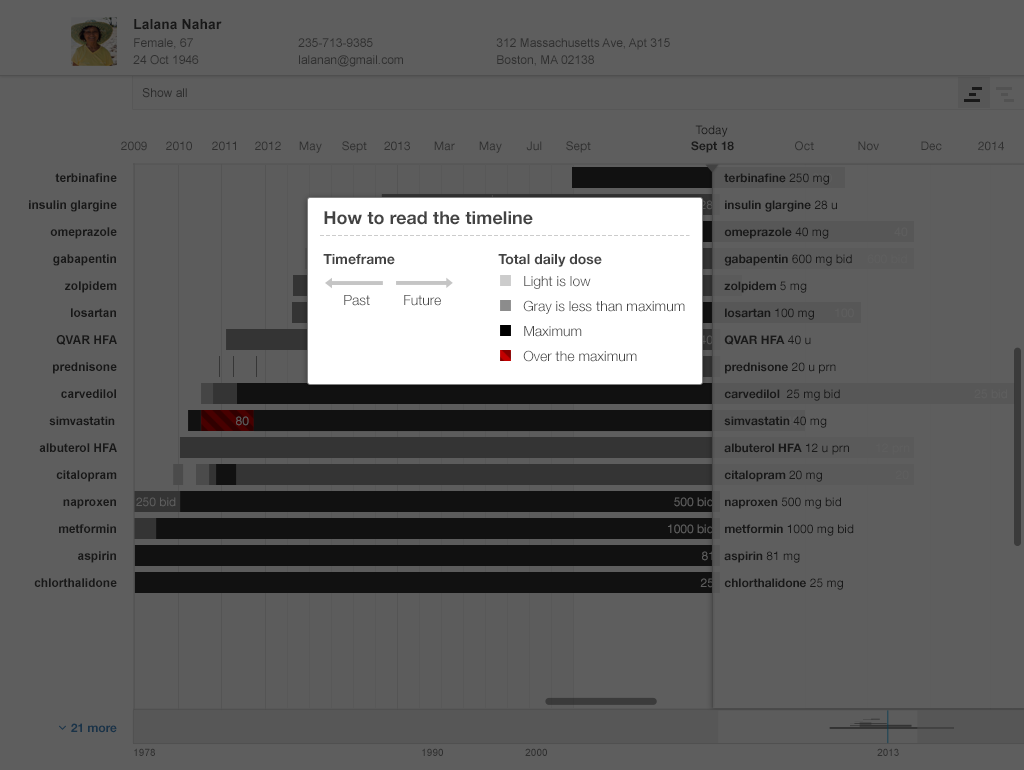 Lalana Nahar
Female, 67 235-713-9385 312 Massachusetts Ave, Apt 315
24 Oct 1946 lalanan@gmail.com Boston, MA 02138
Show all
Today
2009 2010 2011 2012 May Sept 2013 Mar May Jul Sept Sept 18 Oct Nov Dec 2014
terbinafine terbinafine 250 mg
insulin glargine insulin glargine 28 u
omeprazole omeprazole 40 mg
gabapentin gabapentin 600 mg bid
zolpidem zolpidem 5 mg
losartan losartan 100 mg
QVAR HFA QVAR HFA 40 u
prednisone prednisone 20 u prn
carvedilol carvedilol 25 mg bid 25 bid
simvastatin 80 simvastatin 40 mg
albuterol HFA albuterol HFA 12 u prn
citalopram citalopram 20 mg
naproxen 250 bid 500 bid naproxen 500 mg bid
metformin 1000 bid metformin 1000 mg bid
aspirin 81 aspirin 81 mg
chlorthalidone 25 chlorthalidone 25 mg
How to read the timeline
Timeframe
Past Future
Total daily dose
Light is low
Gray is less than maximum
Maximum
Over the maximum
21 more
1978 1990 2000 2013